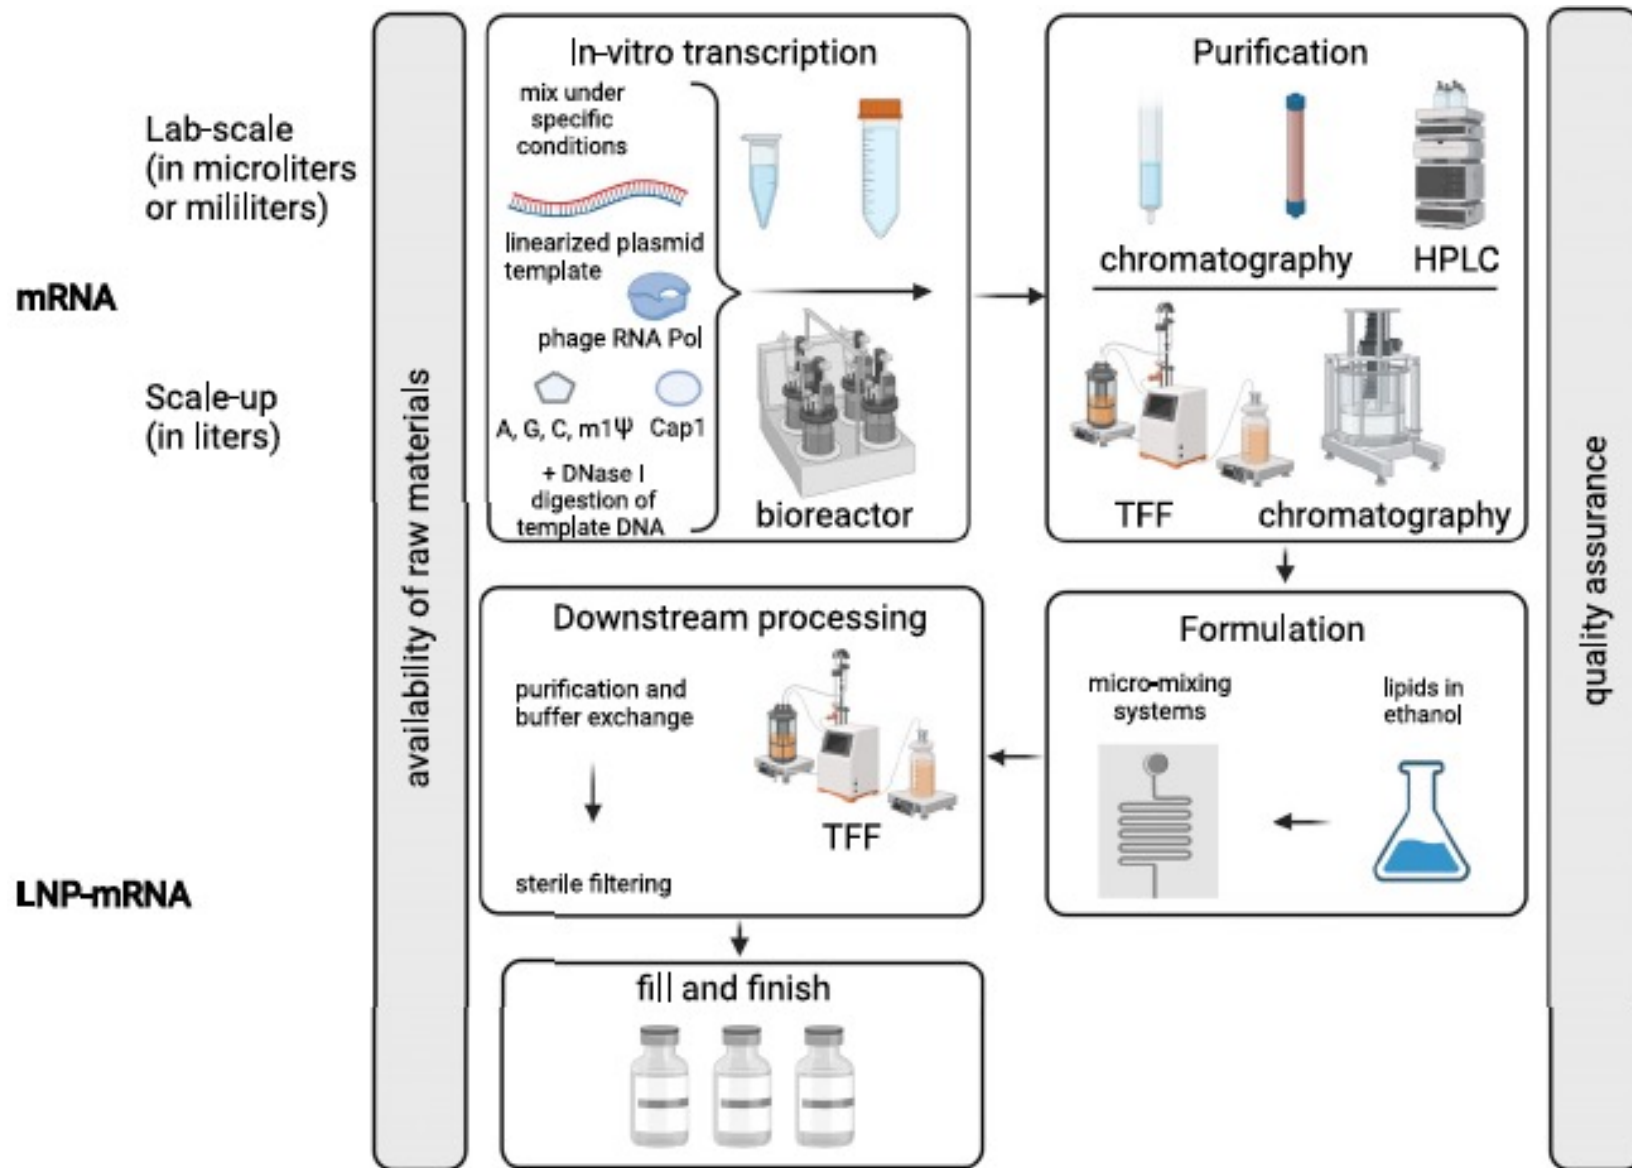 Lab-scale
(in microliters
or mililiters)
mRNA
Scale-up
(in liters)
LNP-mRNA
availability of raw materials
In-vitro transcription
mix under
specific
conditions
linearized plasmid
template
phage RNA Pol
A, G, C, m1Ψ Cap1
+ DNase I
digestion of
template DNA
bioreactor
Purification
chromatography HPLC
TFF chromatography
Formulation
micro-mixing
systems
lipids in
ethanol
Downstream processing
purification and
buffer exchange
TFF
sterile filtering
fill and finish
quality assurance